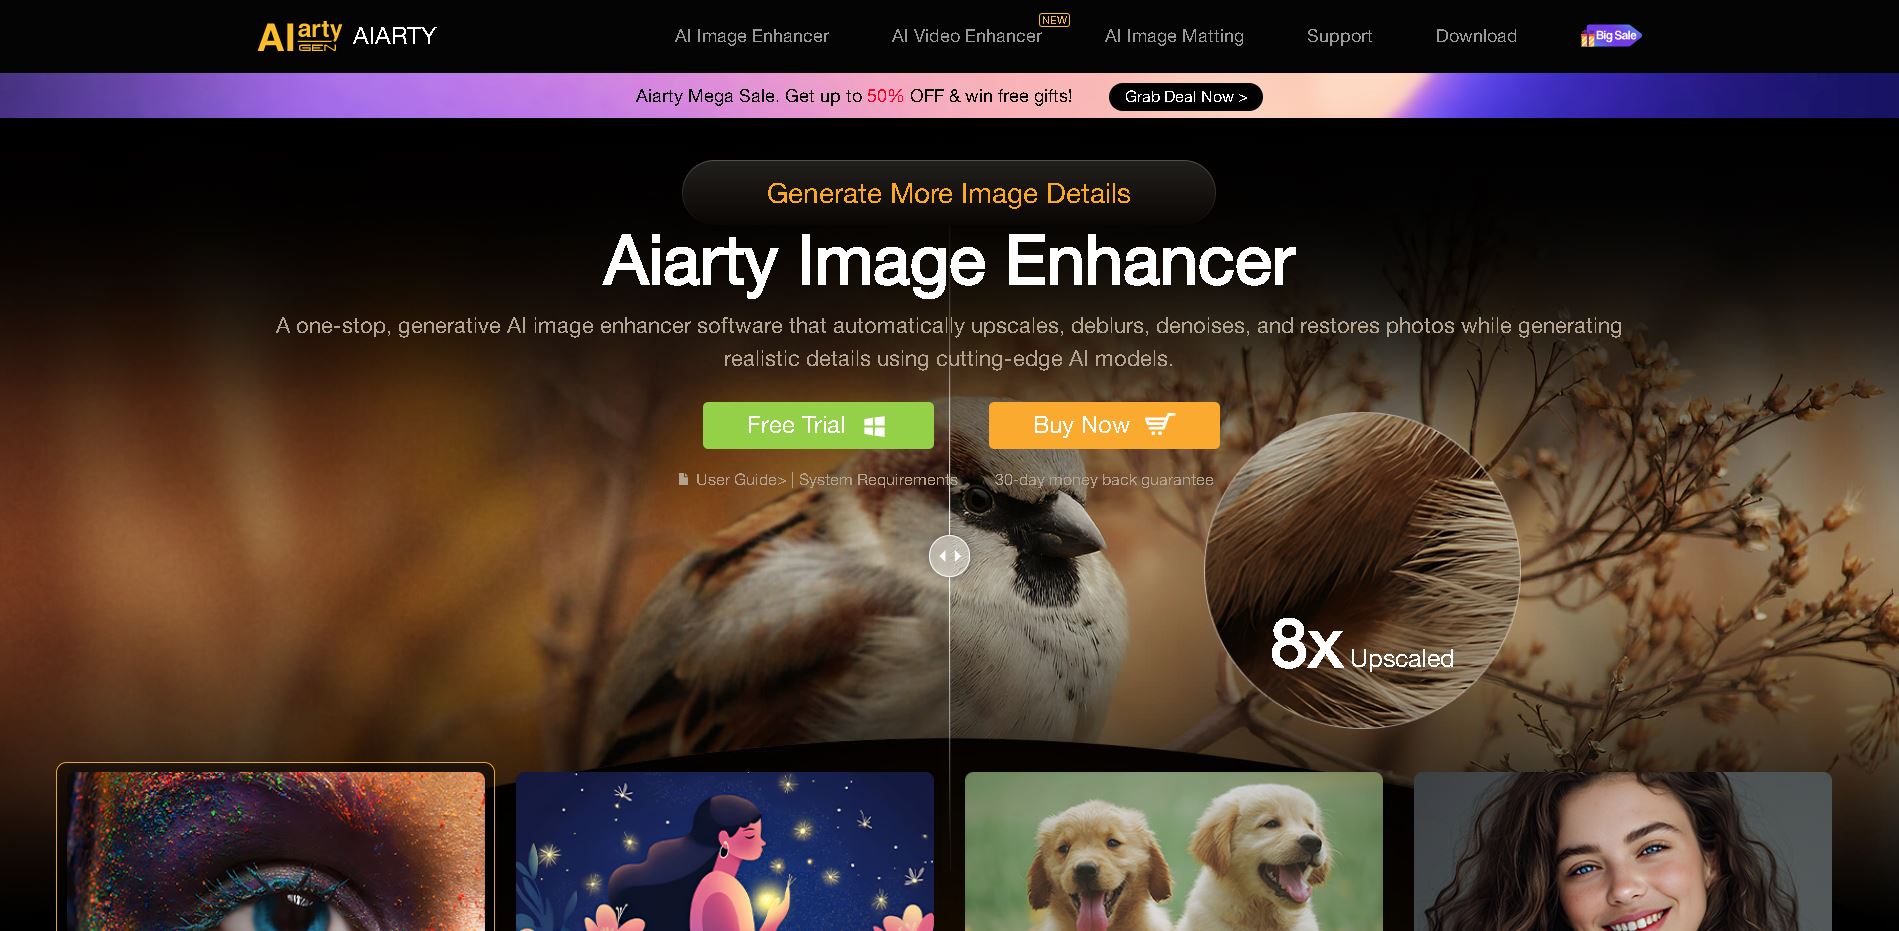 AIarty GEN AIARTY
AI Image Enhancer
AI Video Enhancer
NEW
AI Image Matting
Support
Download
Big Sale
Aiarty Mega Sale. Get up to 50% OFF & win free gifts!
Grab Deal Now >
Generate More Image Details
Aiarty Image Enhancer
A one-stop, generative AI image enhancer software that automatically upscales, deblurs, denoises, and restores photos while generating
realistic details using cutting-edge AI models.
Free Trial
Buy Now
User Guide> | System Requirements
30-day money back guarantee
8x Upscaled